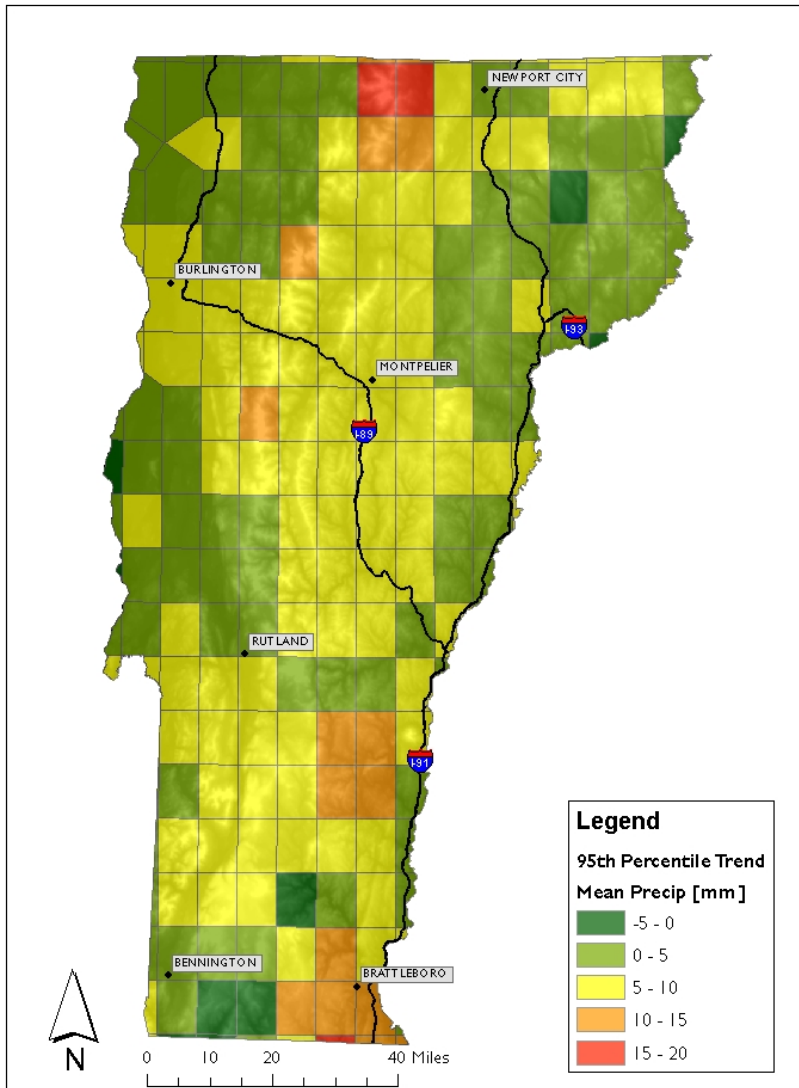 NEWPORT CITY
BURLINGTON
I-93
MONTPELIER
I-89
RUTLAND
I-91
Legend
95th Percentile Trend
Mean Precip [mm]
-5 - 0
0 - 5
5 - 10
10 - 15
15 - 20
BENNINGTON
BRATTLEBORO
N
0 10 20 40 Miles